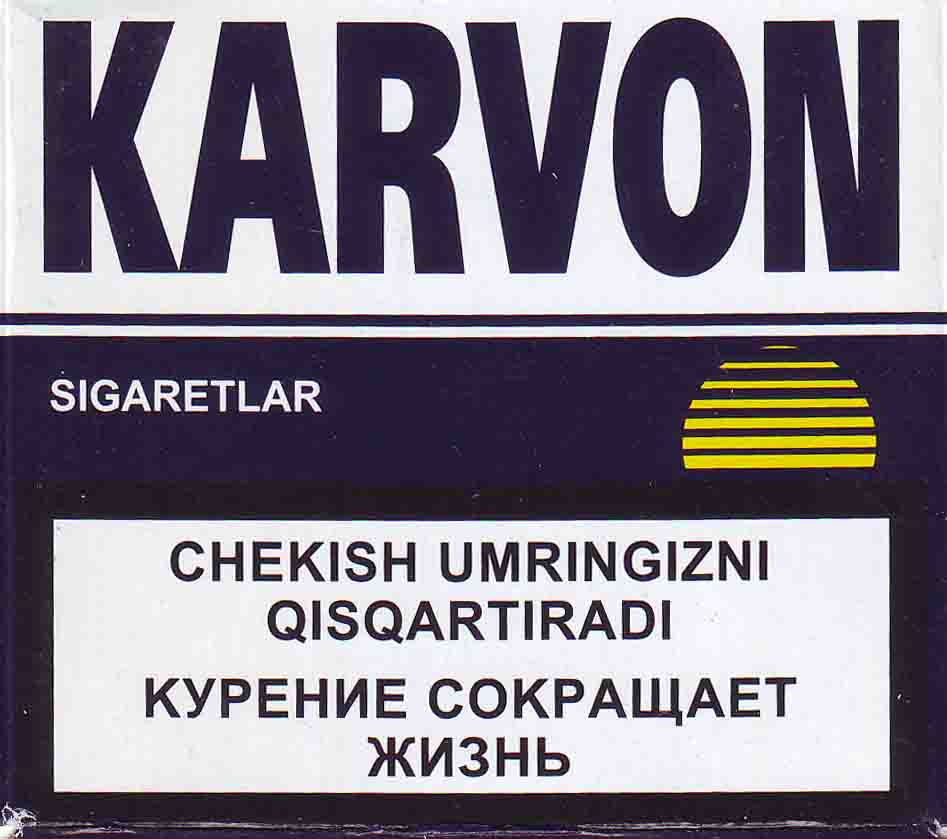 KARVON
SIGARETLAR
CHEKISH UMRINGIZNI
QISQARTIRADI
КУРЕНИЕ СОКРАЩАЕТ
ЖИЗНЬ